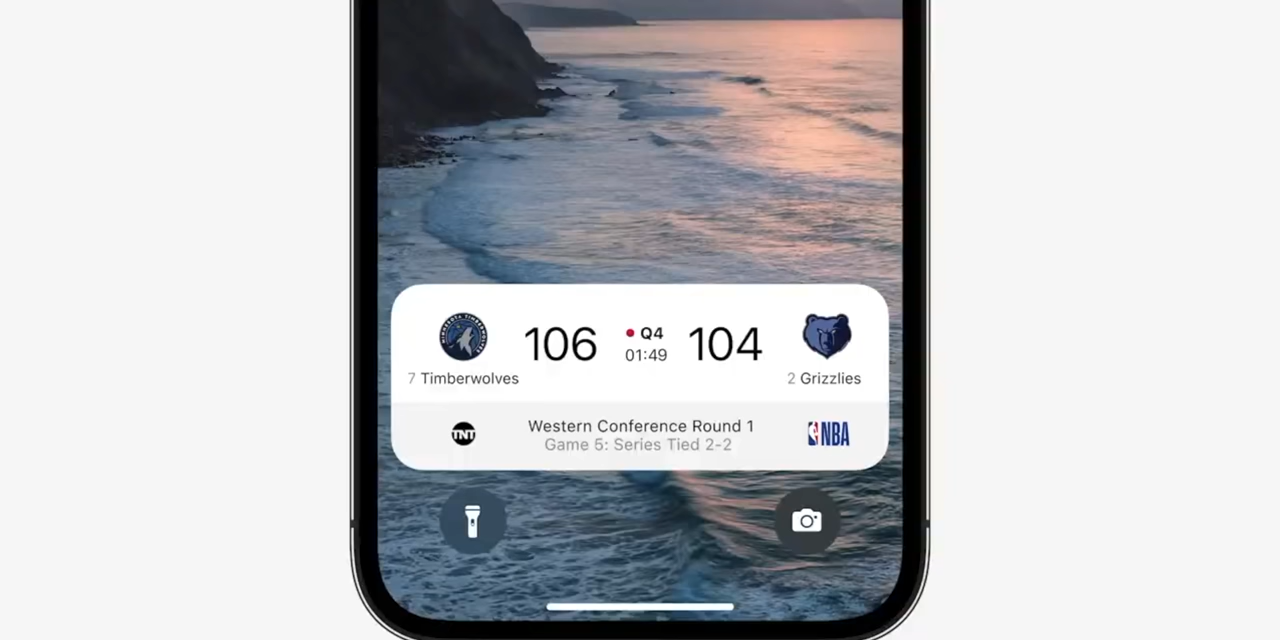 106
Q4
01:49
104
7 Timberwolves
2 Grizzlies
TNT
Western Conference Round 1
Game 5: Series Tied 2-2
NBA